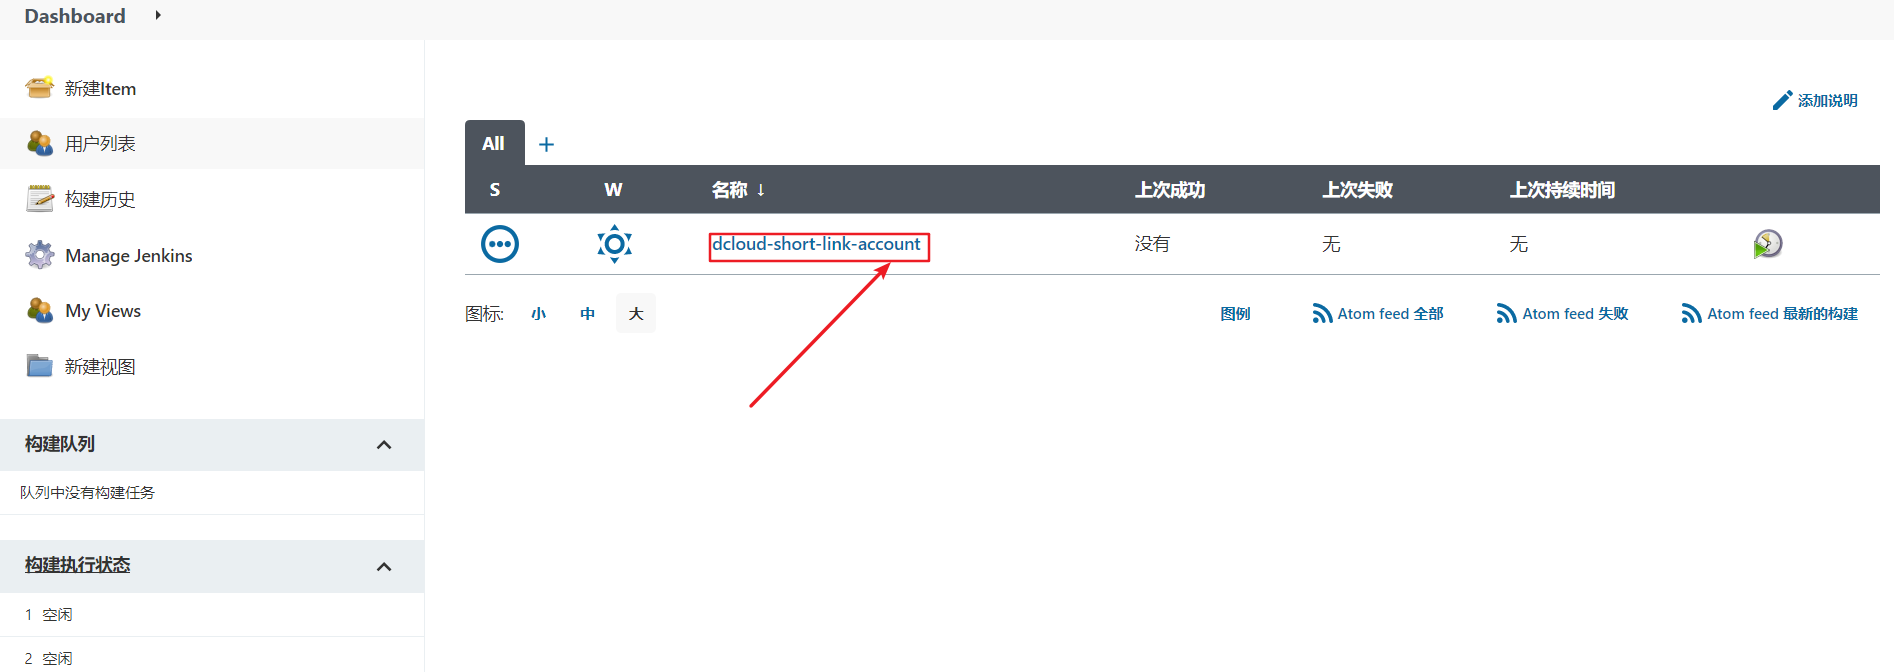 Dashboard
新建Item
用户列表
构建历史
Manage Jenkins
My Views
新建视图
构建队列
队列中没有构建任务
构建执行状态
1 空闲
2 空闲
添加说明
All +
S W 名称 ↓ 上次成功 上次失败 上次持续时间
dcloud-short-link-account 没有 无 无
图标: 小 中 大 图例 Atom feed 全部 Atom feed 失败 Atom feed 最新的构建